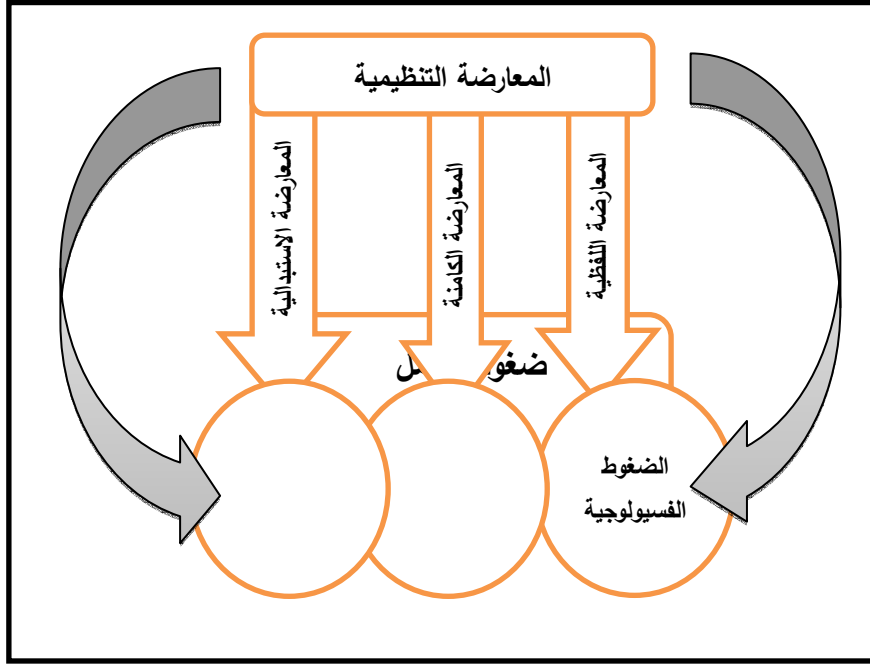 المعارضة التنظيمية
المعارضة اللفظية
المعارضة الكامنة
المعارضة الاستبدالية
الضغوط
الفسيولوجية